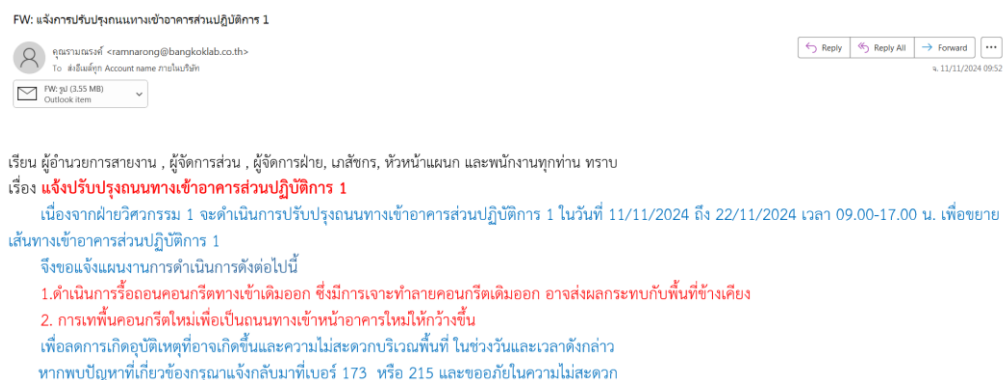 FW: แจ้งการปรับปรุงถนนทางเข้าอาคารส่วนปฏิบัติการ 1
คุณรามณรงค์ <ramnarong@bangkoklab.co.th>
Reply
Reply All
Forward
To ส่งอีเมล์ทุก Account name ภายในบริษัท
จ. 11/11/2024 09:52
FW: รูป (3.55 MB)
Outlook item
เรียน ผู้อำนวยการสายงาน , ผู้จัดการส่วน , ผู้จัดการฝ่าย, เภสัชกร, หัวหน้าแผนก และพนักงานทุกท่าน ทราบ
เรื่อง แจ้งปรับปรุงถนนทางเข้าอาคารส่วนปฏิบัติการ 1
เนื่องจากฝ่ายวิศวกรรม 1 จะดำเนินการปรับปรุงถนนทางเข้าอาคารส่วนปฏิบัติการ 1 ในวันที่ 11/11/2024 ถึง 22/11/2024 เวลา 09.00-17.00 น. เพื่อขยาย
เส้นทางเข้าอาคารส่วนปฏิบัติการ 1
จึงขอแจ้งแผนงานการดำเนินการดังต่อไปนี้
1.ดำเนินการรื้อถอนคอนกรีตทางเข้าเดิมออก ซึ่งมีการเจาะทำลายคอนกรีตเดิมออก อาจส่งผลกระทบกับพื้นที่ข้างเคียง
2. การเทพื้นคอนกรีตใหม่เพื่อเป็นถนนทางเข้าหน้าอาคารใหม่ให้กว้างขึ้น
เพื่อลดการเกิดอุบัติเหตุที่อาจเกิดขึ้นและความไม่สะดวกบริเวณพื้นที่ ในช่วงวันและเวลาดังกล่าว
หากพบปัญหาที่เกี่ยวข้องกรุณาแจ้งกลับมาที่เบอร์ 173 หรือ 215 และขออภัยในความไม่สะดวก